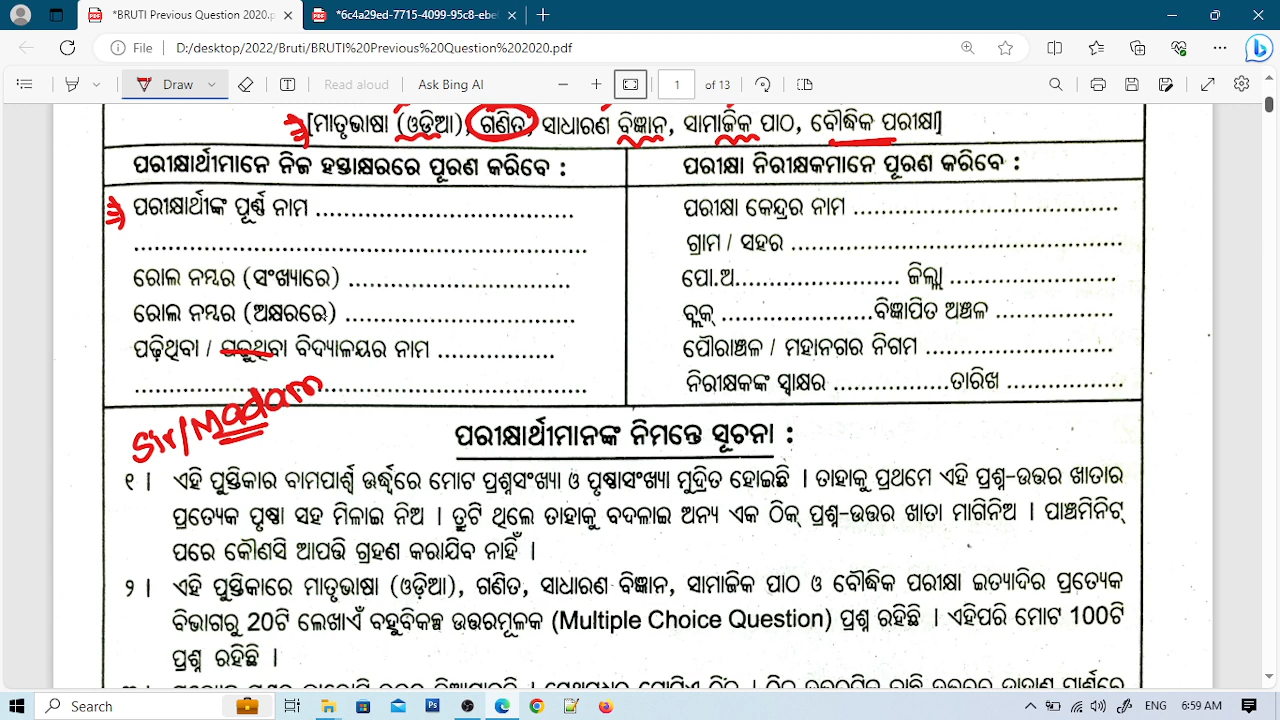 *BRUTI Previous Question 2020.p
*6c4a29ed-7715-4099-95c8-ebe
File D:/desktop/2022/Bruti/BRUTI%20Previous%20Question%202020.pdf
Draw Read aloud Ask Bing AI 1 of 13
[ମାତୃଭାଷା (ଓଡ଼ିଆ), ଗଣିତ, ସାଧାରଣ ବିଜ୍ଞାନ, ସାମାଜିକ ପାଠ, ବୌଦ୍ଧିକ ପରୀକ୍ଷା]
ପରୀକ୍ଷାର୍ଥୀମାନେ ନିଜ ହସ୍ତାକ୍ଷରରେ ପୂରଣ କରିବେ :
ପରୀକ୍ଷାର୍ଥୀଙ୍କ ପୂର୍ଣ୍ଣ ନାମ
ରୋଲ ନମ୍ବର (ସଂଖ୍ୟାରେ)
ରୋଲ ନମ୍ବର (ଅକ୍ଷରରେ)
ପଢ଼ିଥିବା / ପଢୁଥିବା ବିଦ୍ୟାଳୟର ନାମ
Sir/Madam
ପରୀକ୍ଷା ନିରୀକ୍ଷକମାନେ ପୂରଣ କରିବେ :
ପରୀକ୍ଷା କେନ୍ଦ୍ରର ନାମ
ଗ୍ରାମ / ସହର
ପୋ.ଅ. ଜିଲ୍ଲା
ବ୍ଲକ୍ ବିଜ୍ଞାପିତ ଅଞ୍ଚଳ
ପୌରାଞ୍ଚଳ / ମହାନଗର ନିଗମ
ନିରୀକ୍ଷକଙ୍କ ସ୍ୱାକ୍ଷର ତାରିଖ
ପରୀକ୍ଷାର୍ଥୀମାନଙ୍କ ନିମନ୍ତେ ସୂଚନା :
୧ । ଏହି ପୁସ୍ତିକାର ବାମପାର୍ଶ୍ୱ ଊର୍ଦ୍ଧ୍ୱରେ ମୋଟ ପ୍ରଶ୍ନସଂଖ୍ୟା ଓ ପୃଷ୍ଠାସଂଖ୍ୟା ମୁଦ୍ରିତ ହୋଇଛି । ତାହାକୁ ପ୍ରଥମେ ଏହି ପ୍ରଶ୍ନ-ଉତ୍ତର ଖାତାର
ପ୍ରତ୍ୟେକ ପୃଷ୍ଠା ସହ ମିଳାଇ ନିଅ । ତ୍ରୁଟି ଥିଲେ ତାହାକୁ ବଦଳାଇ ଅନ୍ୟ ଏକ ଠିକ୍ ପ୍ରଶ୍ନ-ଉତ୍ତର ଖାତା ମାଗିନିଅ । ପାଞ୍ଚମିନିଟ୍
ପରେ କୌଣସି ଆପତ୍ତି ଗ୍ରହଣ କରାଯିବ ନାହିଁ ।
୨ । ଏହି ପୁସ୍ତିକାରେ ମାତୃଭାଷା (ଓଡ଼ିଆ), ଗଣିତ, ସାଧାରଣ ବିଜ୍ଞାନ, ସାମାଜିକ ପାଠ ଓ ବୌଦ୍ଧିକ ପରୀକ୍ଷା ଇତ୍ୟାଦିର ପ୍ରତ୍ୟେକ
ବିଭାଗରୁ 20ଟି ଲେଖାଏଁ ବହୁବିକଳ୍ପ ଉତ୍ତରମୂଳକ (Multiple Choice Question) ପ୍ରଶ୍ନ ରହିଛି । ଏହିପରି ମୋଟ 100ଟି
ପ୍ରଶ୍ନ ରହିଛି ।
Search
ENG 6:59 AM